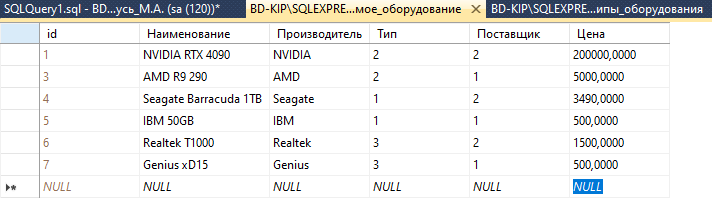 SQLQuery1.sql - BD...усь_М.А. (sa (120))* BD-KIP\SQLEXPRE...мое_оборудование BD-KIP\SQLEXPRE...ипы_оборудования
id Наименование Производитель Тип Поставщик Цена
1 NVIDIA RTX 4090 NVIDIA 2 2 200000,0000
3 AMD R9 290 AMD 2 1 5000,0000
4 Seagate Barracuda 1TB Seagate 1 2 3490,0000
5 IBM 50GB IBM 1 1 500,0000
6 Realtek T1000 Realtek 3 2 1500,0000
7 Genius xD15 Genius 3 1 500,0000
NULL NULL NULL NULL NULL NULL